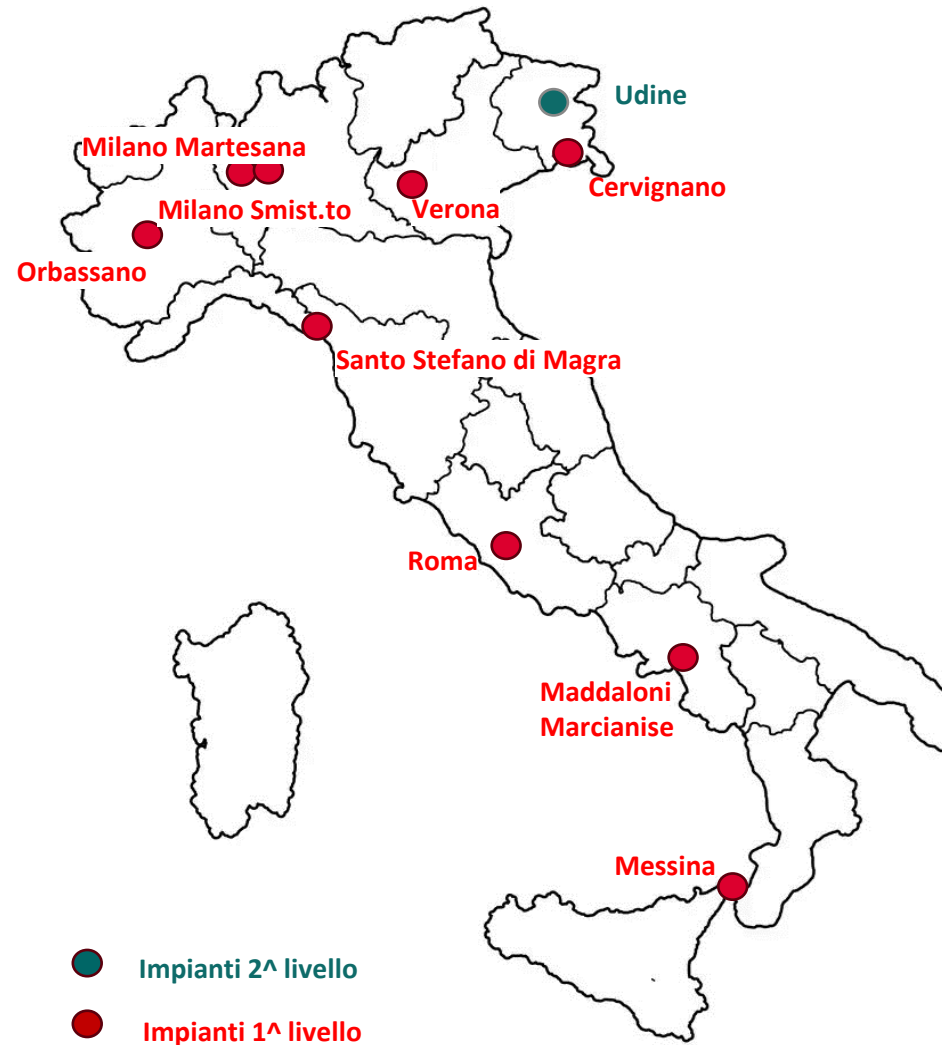 Udine
Milano Martesana
Cervignano
Verona
Milano Smist.to
Orbassano
Santo Stefano di Magra
Roma
Maddaloni
Marcianise
Messina
Impianti 2^ livello
Impianti 1^ livello